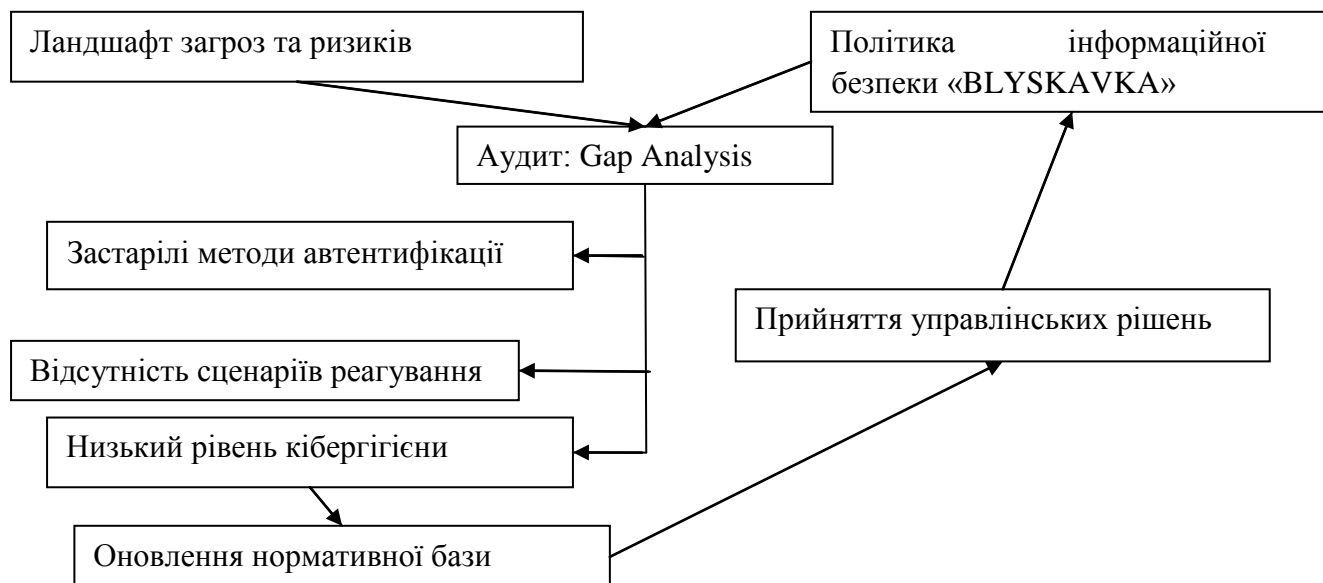 Ландшафт загроз та ризиків
Політика інформаційної
безпеки «BLYSKAVKA»
Аудит: Gap Analysis
Застарілі методи автентифікації
Прийняття управлінських рішень
Відсутність сценаріїв реагування
Низький рівень кібергігієни
Оновлення нормативної бази